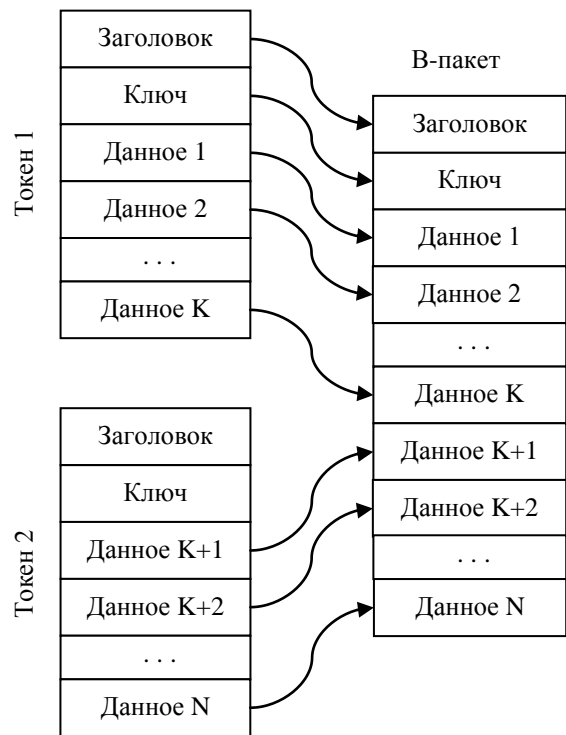 Токен 1
Заголовок
Ключ
Данное 1
Данное 2
. . .
Данное K
Токен 2
Заголовок
Ключ
Данное K+1
Данное K+2
. . .
Данное N
В-пакет
Заголовок
Ключ
Данное 1
Данное 2
. . .
Данное K
Данное K+1
Данное K+2
. . .
Данное N